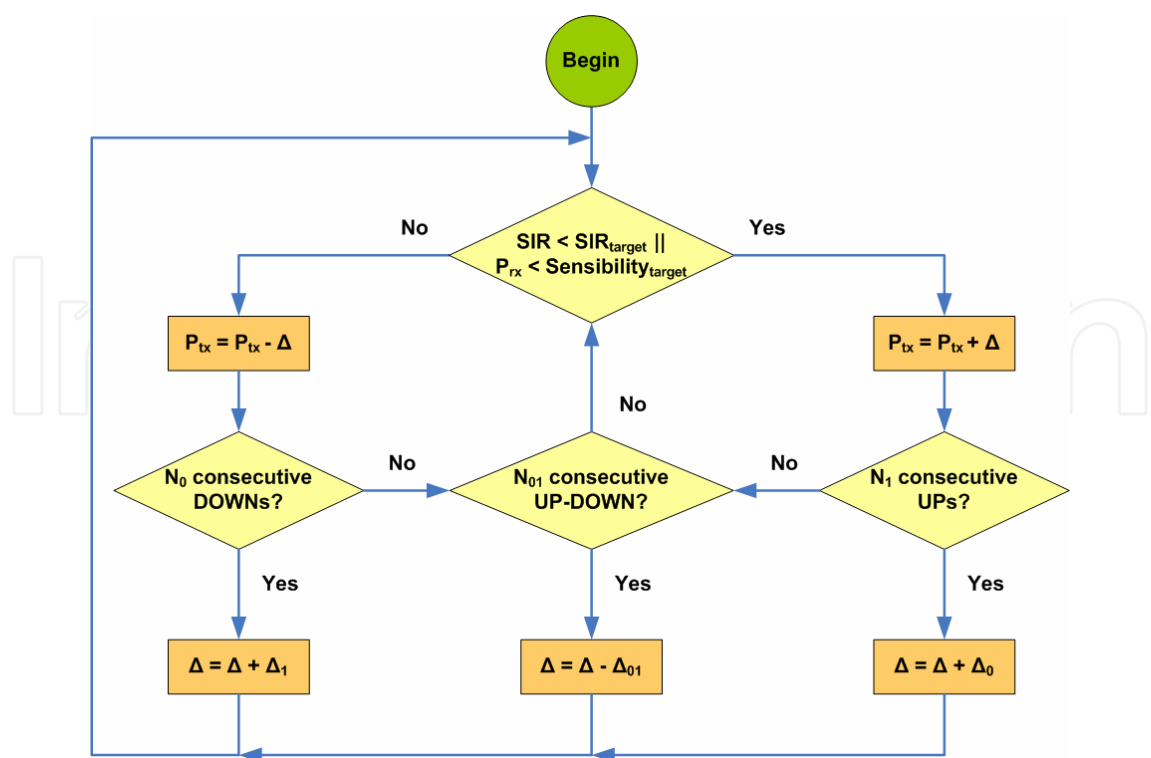 Begin
No
Yes
SIR < SIRtarget ||
Prx < Sensibilitytarget
Ptx = Ptx - Δ
Ptx = Ptx + Δ
No
N0 consecutive
DOWNs?
No
N01 consecutive
UP-DOWN?
No
N1 consecutive
UPs?
Yes
Yes
Yes
Δ = Δ + Δ1
Δ = Δ - Δ01
Δ = Δ + Δ0